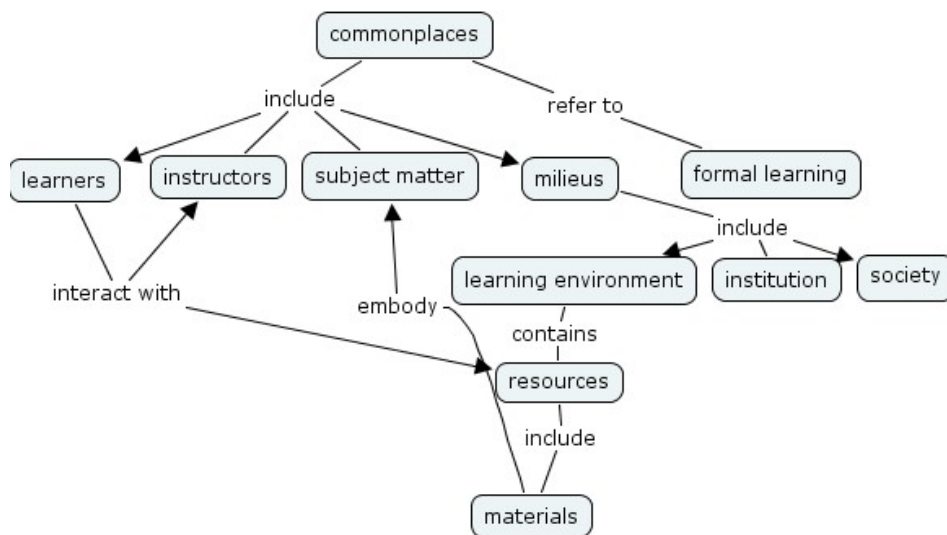 commonplaces
include
refer to
learners
instructors
subject matter
milieus
formal learning
include
learning environment
institution
society
interact with
embody
contains
resources
include
materials